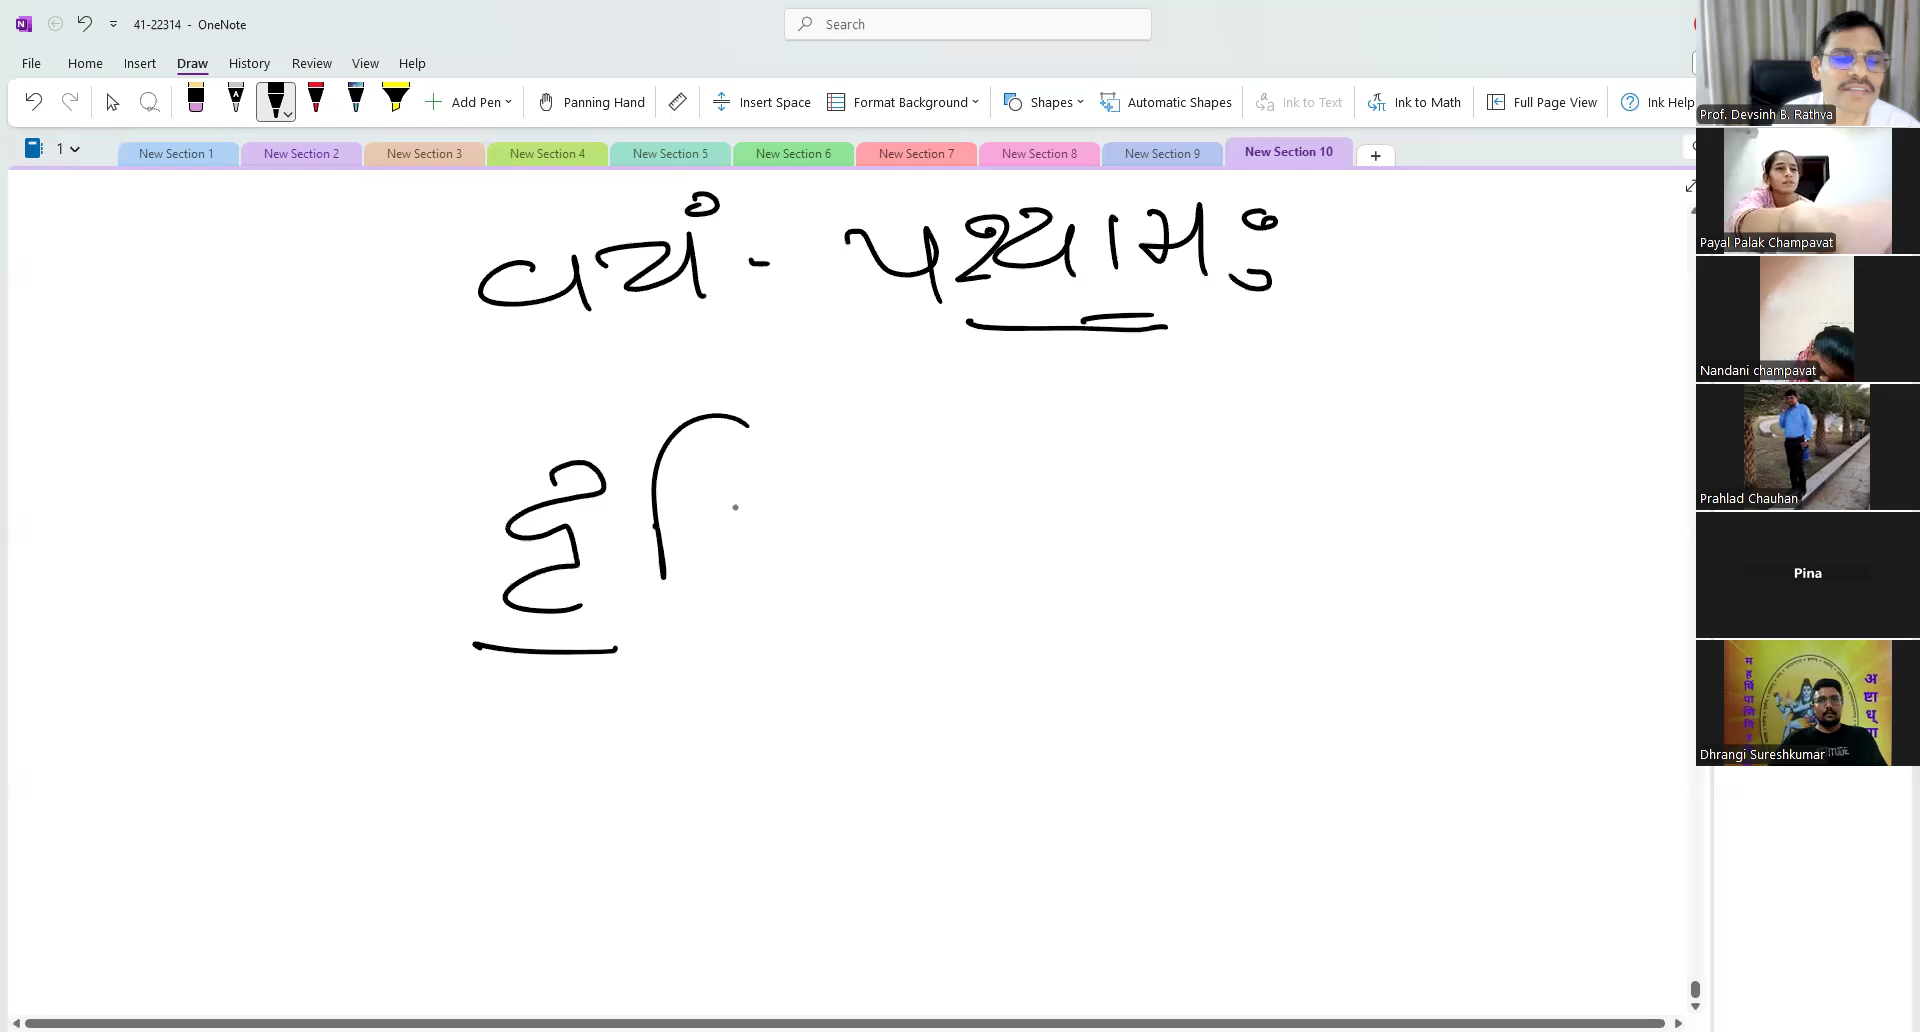 41-22314 - OneNote
Search
File Home Insert Draw History Review View Help
Add Pen Panning Hand Insert Space Format Background Shapes Automatic Shapes Ink to Text Ink to Math Full Page View Ink Help
1 New Section 1 New Section 2 New Section 3 New Section 4 New Section 5 New Section 6 New Section 7 New Section 8 New Section 9 New Section 10 +
વયં - પશ્યામઃ
Prof. Devsinh B. Rathva
Payal Palak Champavat
Nandani champavat
Prahlad Chauhan
Pina
Dhrangi Sureshkumar